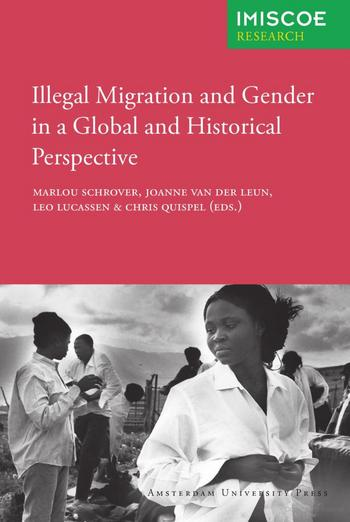 IMISCOE
RESEARCH
Illegal Migration and Gender
in a Global and Historical
Perspective
MARLOU SCHROVER, JOANNE VAN DER LEUN,
LEO LUCASSEN & CHRIS QUISPEL (EDS.)
AMSTERDAM UNIVERSITY PRESS